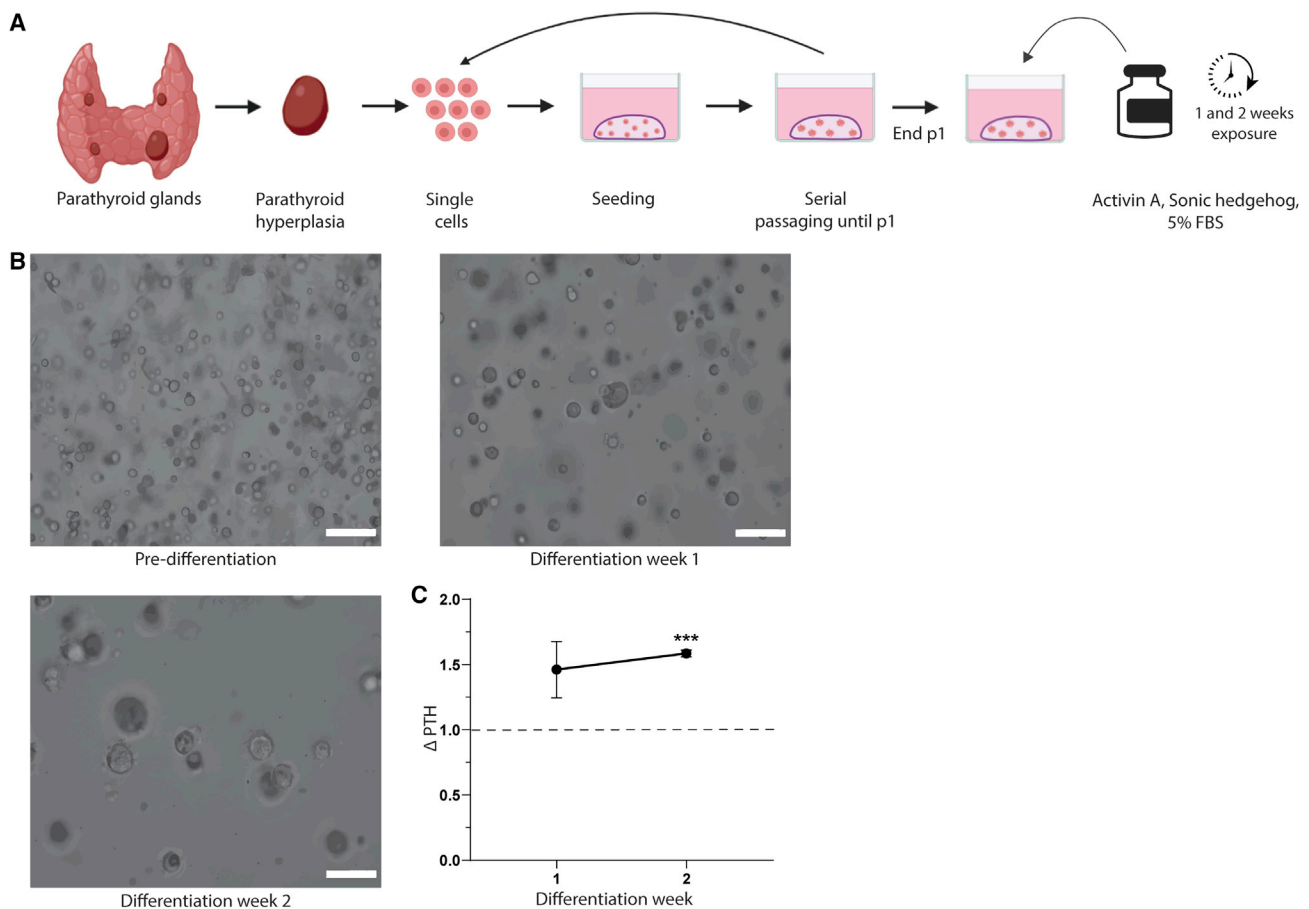 A
End p1
1 and 2 weeks
exposure
Parathyroid glands
Parathyroid
hyperplasia
Single
cells
Seeding
Serial
passaging until p1
Activin A, Sonic hedgehog,
5% FBS
B
Pre-differentiation
Differentiation week 1
Differentiation week 2
C
2.0
1.5
1.0
0.5
0.0
Δ PTH
***
1
2
Differentiation week